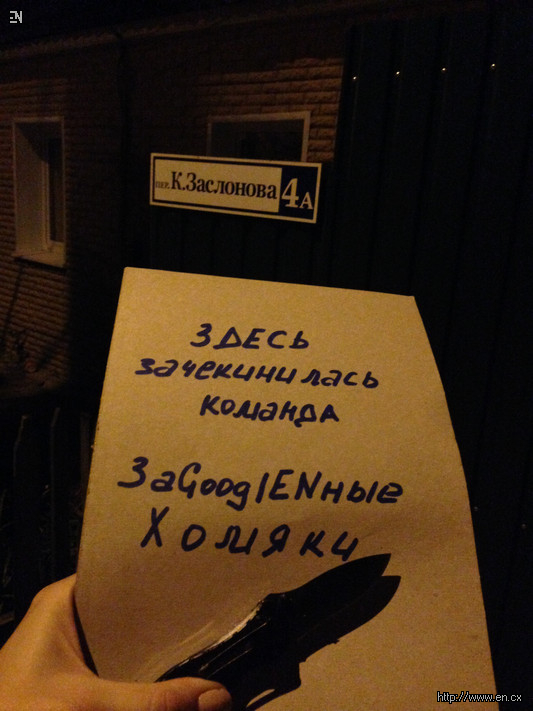 EN
пер. К.Заслонова 4А
ЗДЕСЬ
зачекинилась
команда
ЗаGooglENные
Хомяки
http://www.en.cx